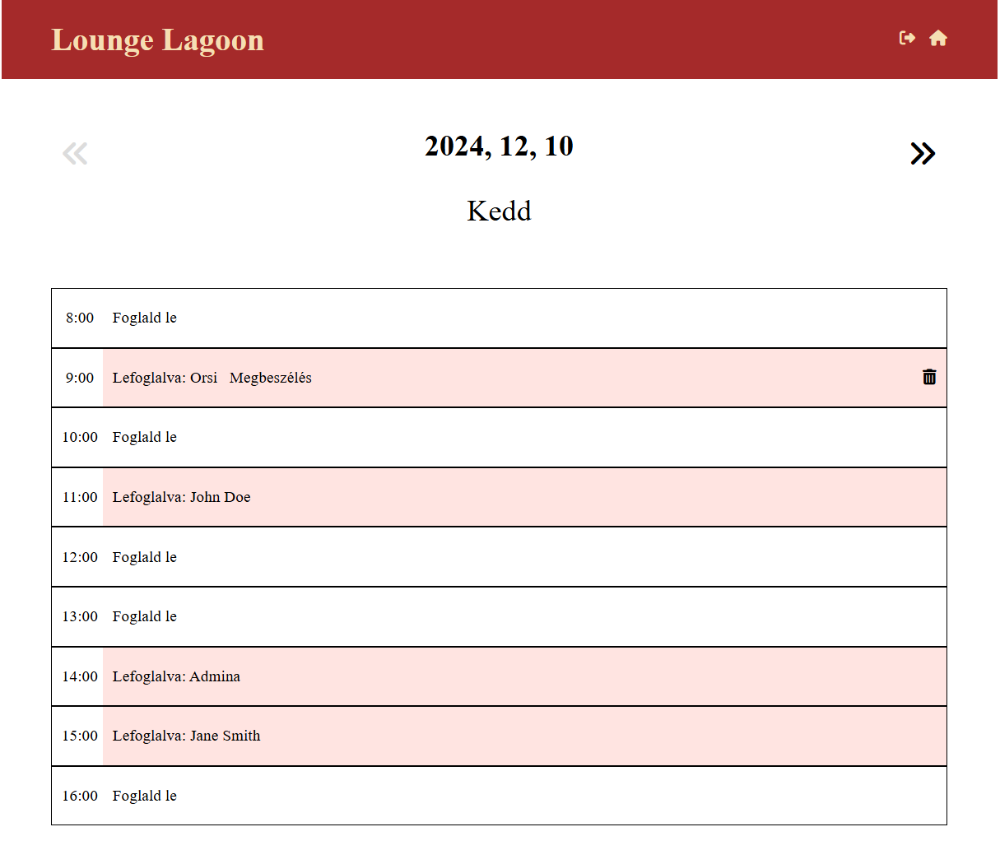 Lounge Lagoon
2024, 12, 10
Kedd
8:00 Foglald le
9:00 Lefoglalva: Orsi Megbeszélés
10:00 Foglald le
11:00 Lefoglalva: John Doe
12:00 Foglald le
13:00 Foglald le
14:00 Lefoglalva: Admina
15:00 Lefoglalva: Jane Smith
16:00 Foglald le